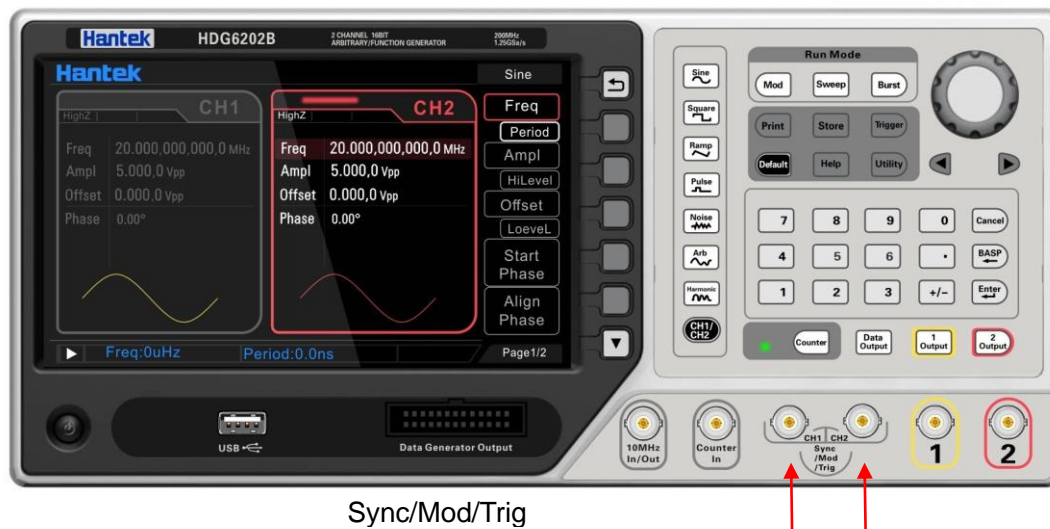 Hantek HDG6202B 2 CHANNEL 16BIT ARBITRARY/FUNCTION GENERATOR 200MHz 1.25GSa/s
Hantek Sine
CH1
HighZ
Freq 20.000,000,000,0 MHz
Ampl 5.000,0 Vpp
Offset 0.000,0 Vpp
Phase 0.00°
CH2
HighZ
Freq 20.000,000,000,0 MHz
Ampl 5.000,0 Vpp
Offset 0.000,0 Vpp
Phase 0.00°
Freq
Period
Ampl
HiLevel
Offset
LoeveL
Start
Phase
Align
Phase
Freq:0uHz Period:0.0ns Page1/2
Sine
Square
Ramp
Pulse
Noise
Arb
Harmonic
CH1/
CH2
Run Mode
Mod Sweep Burst
Print Store Trigger
Default Help Utility
7 8 9 0 Cancel
4 5 6 . BASP
1 2 3 +/− Enter
Counter
Data
Output
1
Output
2
Output
USB
Data Generator Output
10MHz
In/Out
Counter
In
CH1 CH2
Sync
/Mod
/Trig
1
2
Sync/Mod/Trig